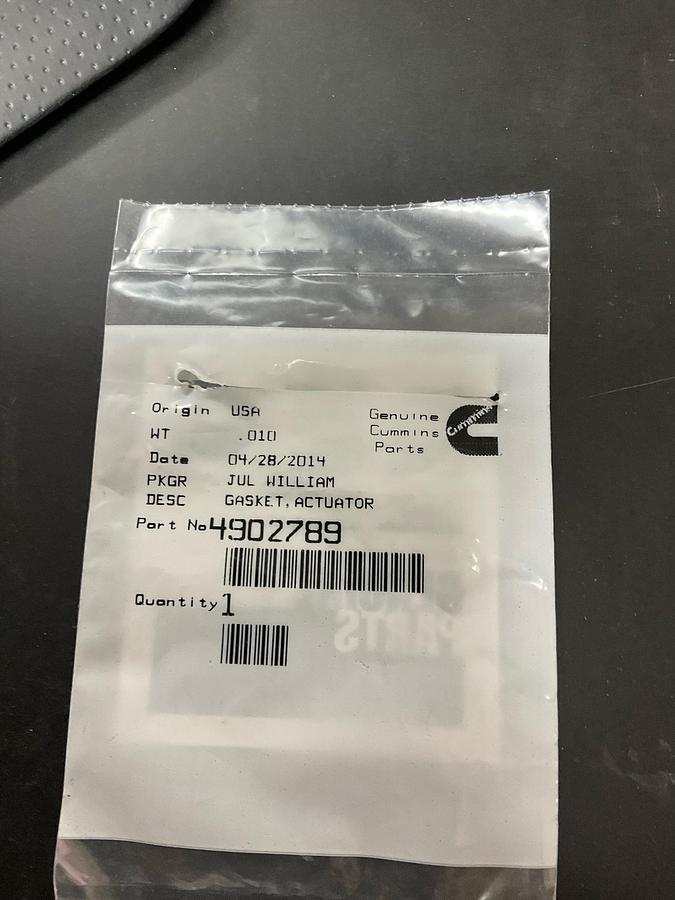 Origin USA
WT .010
Date 04/28/2014
PKGR JUL WILLIAM
DESC GASKET,ACTUATOR
Part No 4902789
Quantity 1
Genuine
Cummins
Parts
Cummins
PARTS